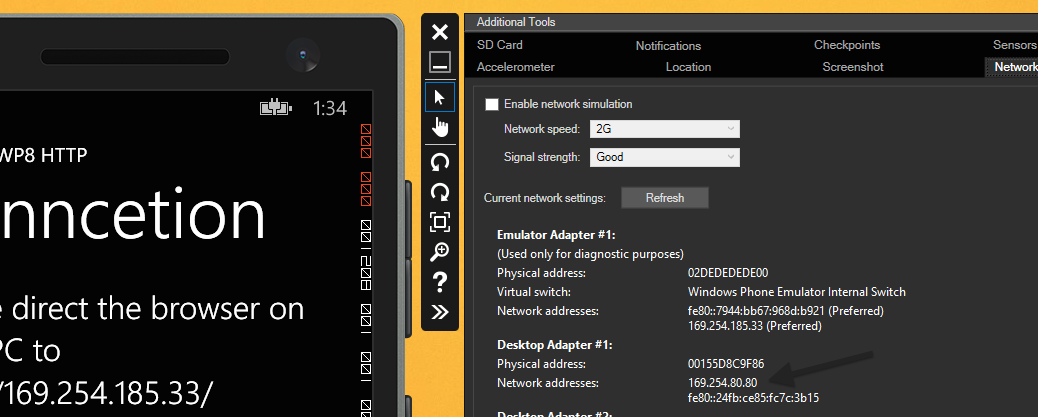 1:34
WP8 HTTP
nncetion
e direct the browser on
PC to
/169.254.185.33/
?
Additional Tools
SD Card Notifications Checkpoints Sensors
Accelerometer Location Screenshot Network
Enable network simulation
Network speed: 2G
Signal strength: Good
Current network settings: Refresh
Emulator Adapter #1:
(Used only for diagnostic purposes)
Physical address: 02DEDEDEDE00
Virtual switch: Windows Phone Emulator Internal Switch
Network addresses: fe80::7944:bb67:968d:b921 (Preferred)
169.254.185.33 (Preferred)
Desktop Adapter #1:
Physical address: 00155D8C9F86
Network addresses: 169.254.80.80
fe80::24fb:ce85:fc7c:3b15
Desktop Adapter #2: